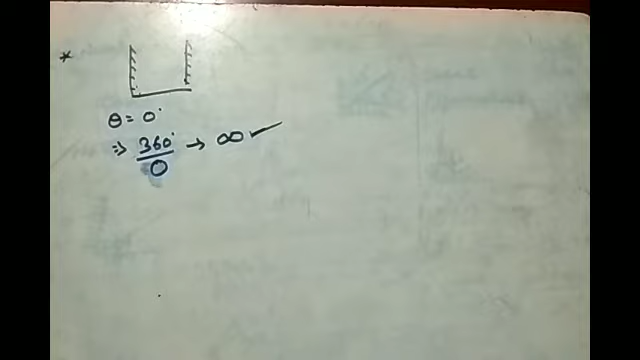 *
θ = 0°
⇒ 360°/0 → ∞ ✓